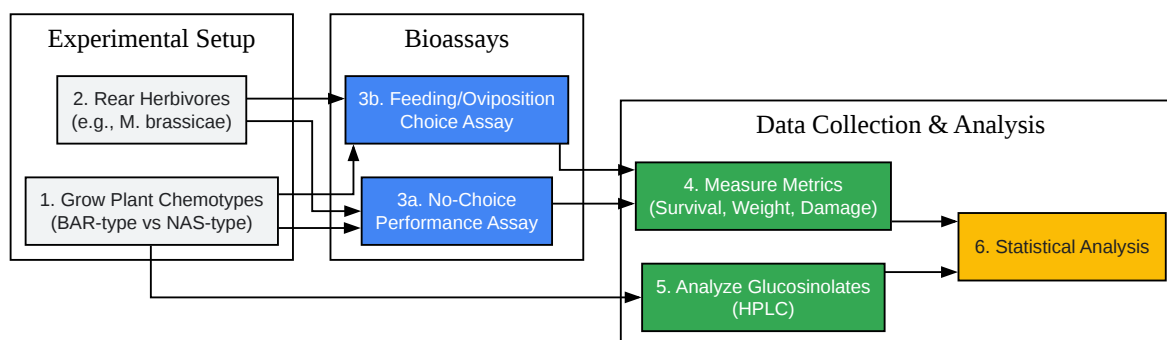 Experimental Setup
2. Rear Herbivores
(e.g., M. brassicae)
1. Grow Plant Chemotypes
(BAR-type vs NAS-type)
Bioassays
3b. Feeding/Oviposition
Choice Assay
3a. No-Choice
Performance Assay
Data Collection & Analysis
4. Measure Metrics
(Survival, Weight, Damage)
5. Analyze Glucosinolates
(HPLC)
6. Statistical Analysis